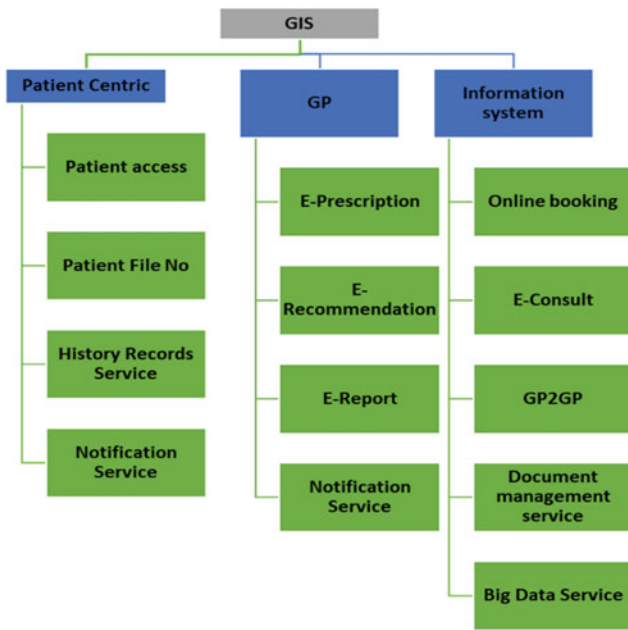 GIS
Patient Centric
Patient access
Patient File No
History Records
Service
Notification
Service
GP
E-Prescription
E-
Recommendation
E-Report
Notification
Service
Information
system
Online booking
E-Consult
GP2GP
Document
management
service
Big Data Service